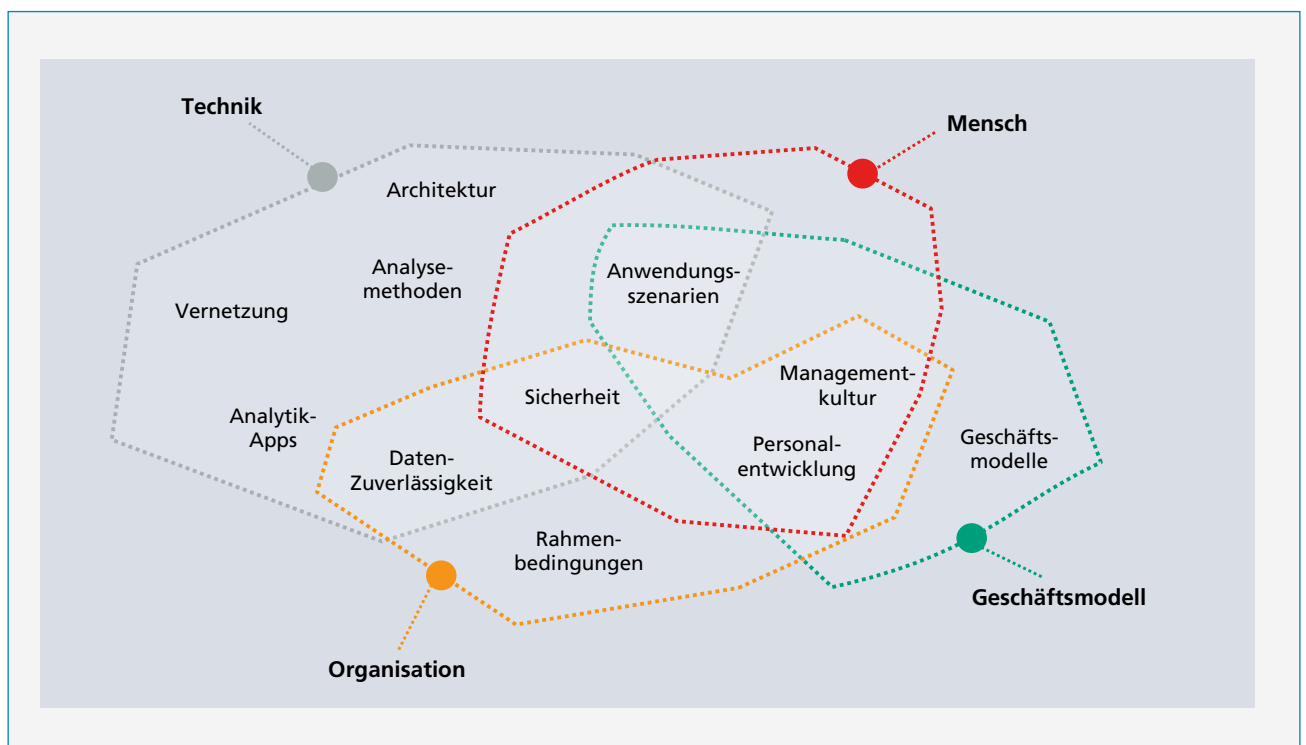 Technik
Mensch
Architektur
Analyse-
methoden
Anwendungs-
szenarien
Vernetzung
Management-
kultur
Sicherheit
Analytik-
Apps
Personal-
entwicklung
Geschäfts-
modelle
Daten-
Zuverlässigkeit
Rahmen-
bedingungen
Geschäftsmodell
Organisation